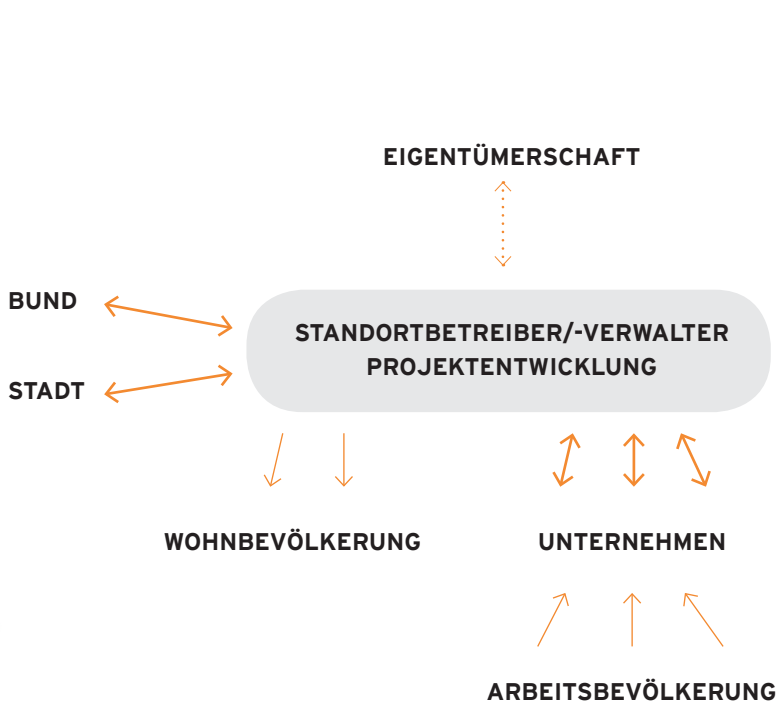 EIGENTÜMERSCHAFT
BUND
STANDORTBETREIBER/-VERWALTER
PROJEKTENTWICKLUNG
STADT
WOHNBEVÖLKERUNG
UNTERNEHMEN
ARBEITSBEVÖLKERUNG